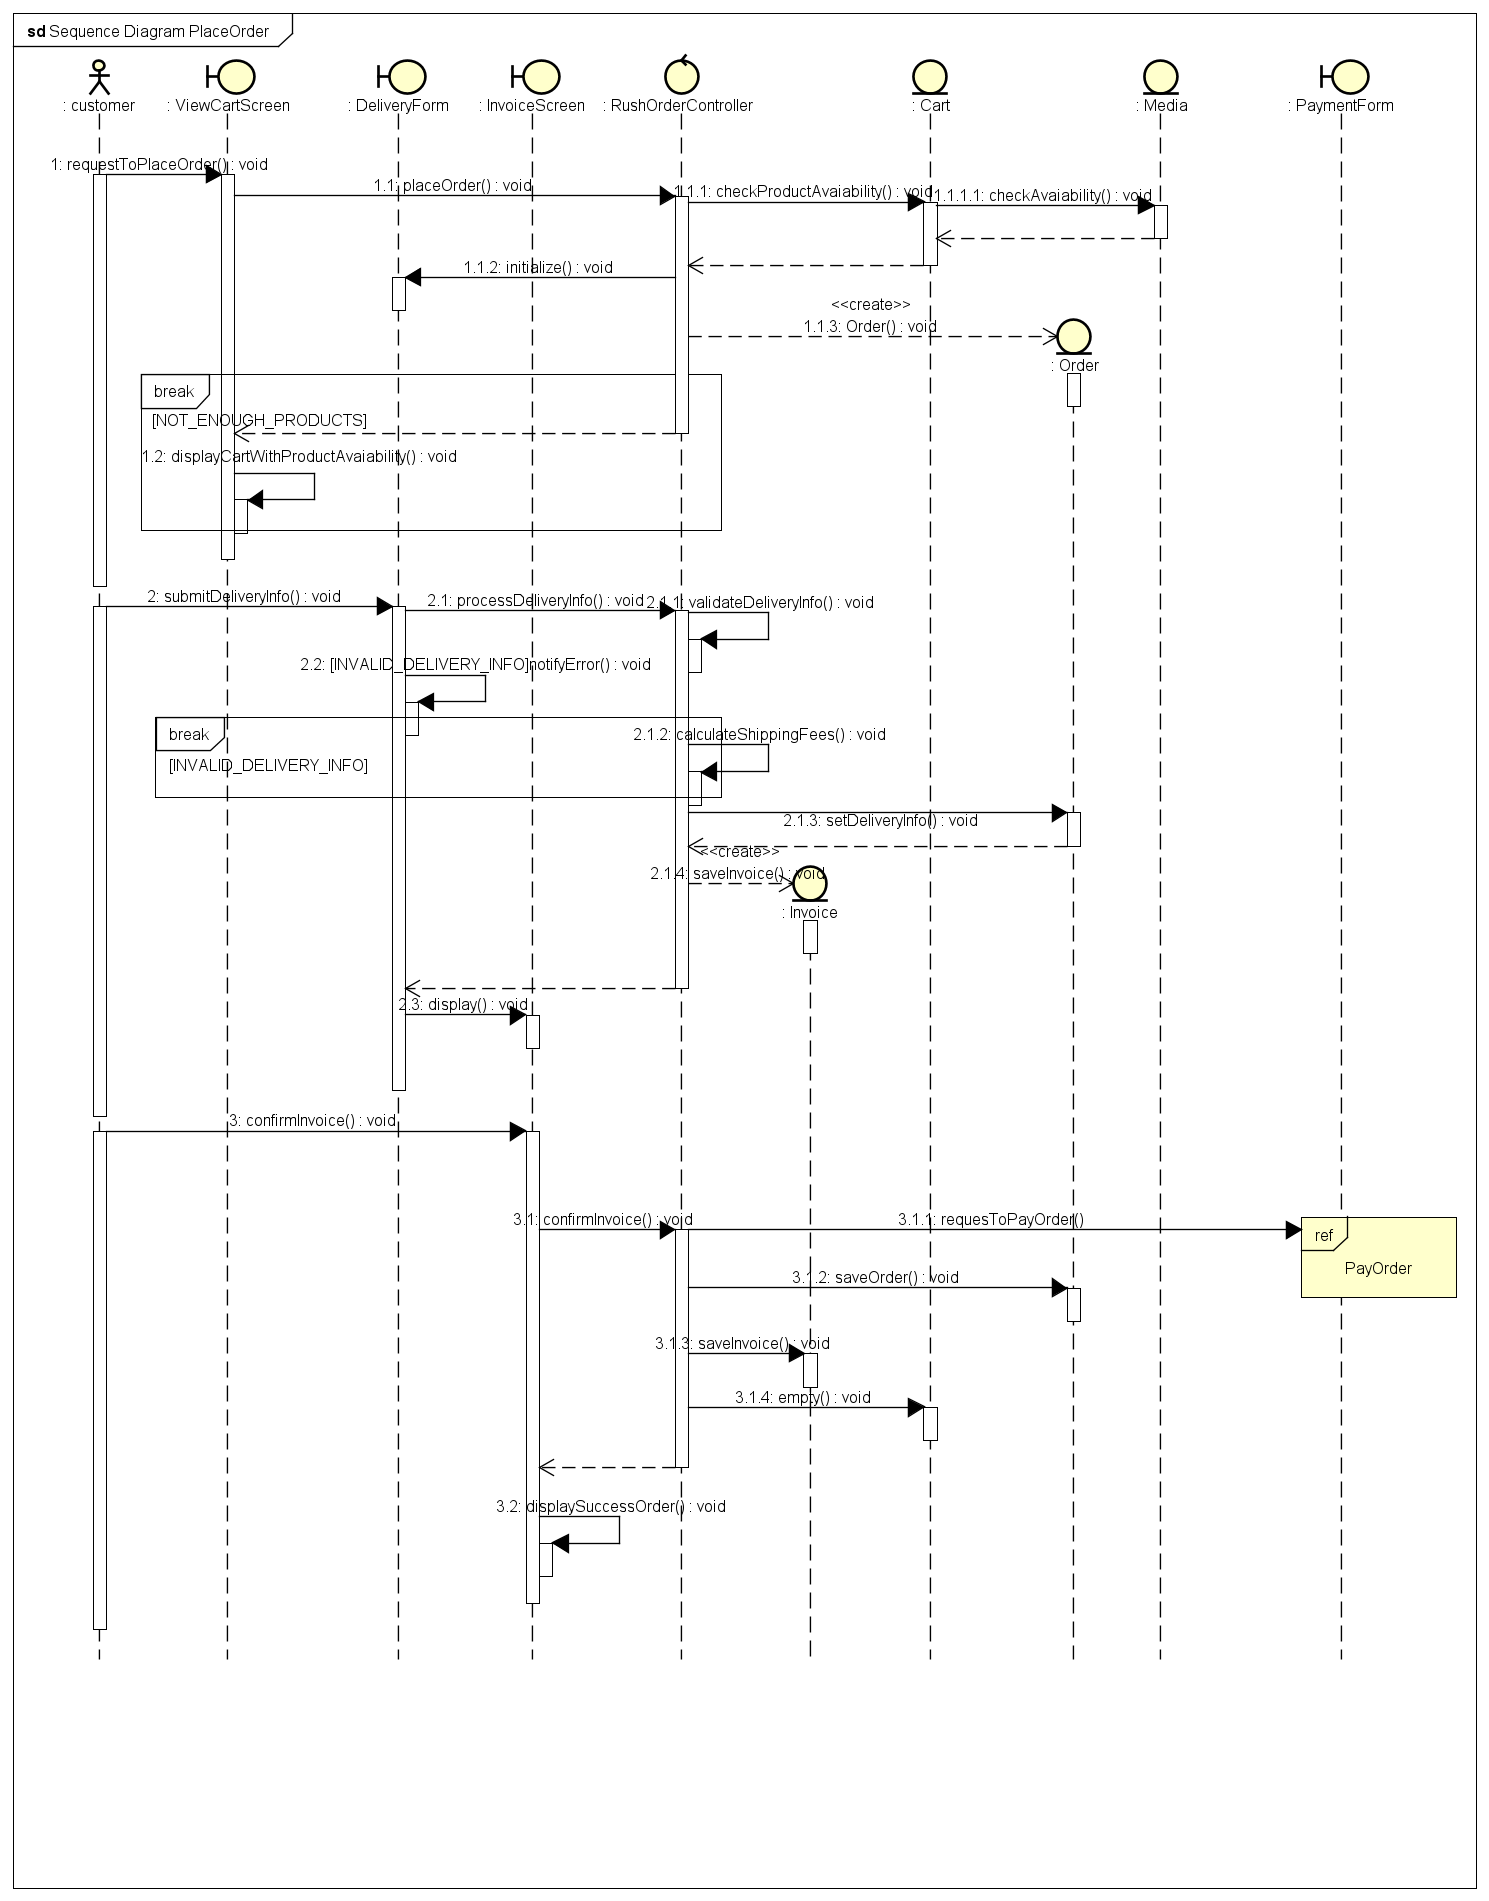 sd Sequence Diagram PlaceOrder
: customer
: ViewCartScreen
: DeliveryForm
: InvoiceScreen
: RushOrderController
: Cart
: Media
: PaymentForm
1: requestToPlaceOrder() : void
1.1: placeOrder() : void
1.1.1: checkProductAvaiability() : void
1.1.1.1: checkAvaiability() : void
1.1.2: initialize() : void
<<create>>
1.1.3: Order() : void
: Order
break
[NOT_ENOUGH_PRODUCTS]
1.2: displayCartWithProductAvaiability() : void
2: submitDeliveryInfo() : void
2.1: processDeliveryInfo() : void
2.1.1: validateDeliveryInfo() : void
2.2: [INVALID_DELIVERY_INFO]notifyError() : void
break
[INVALID_DELIVERY_INFO]
2.1.2: calculateShippingFees() : void
2.1.3: setDeliveryInfo() : void
<<create>>
2.1.4: saveInvoice() : void
: Invoice
2.3: display() : void
3: confirmInvoice() : void
3.1: confirmInvoice() : void
3.1.1: requesToPayOrder()
ref
PayOrder
3.1.2: saveOrder() : void
3.1.3: saveInvoice() : void
3.1.4: empty() : void
3.2: displaySuccessOrder() : void